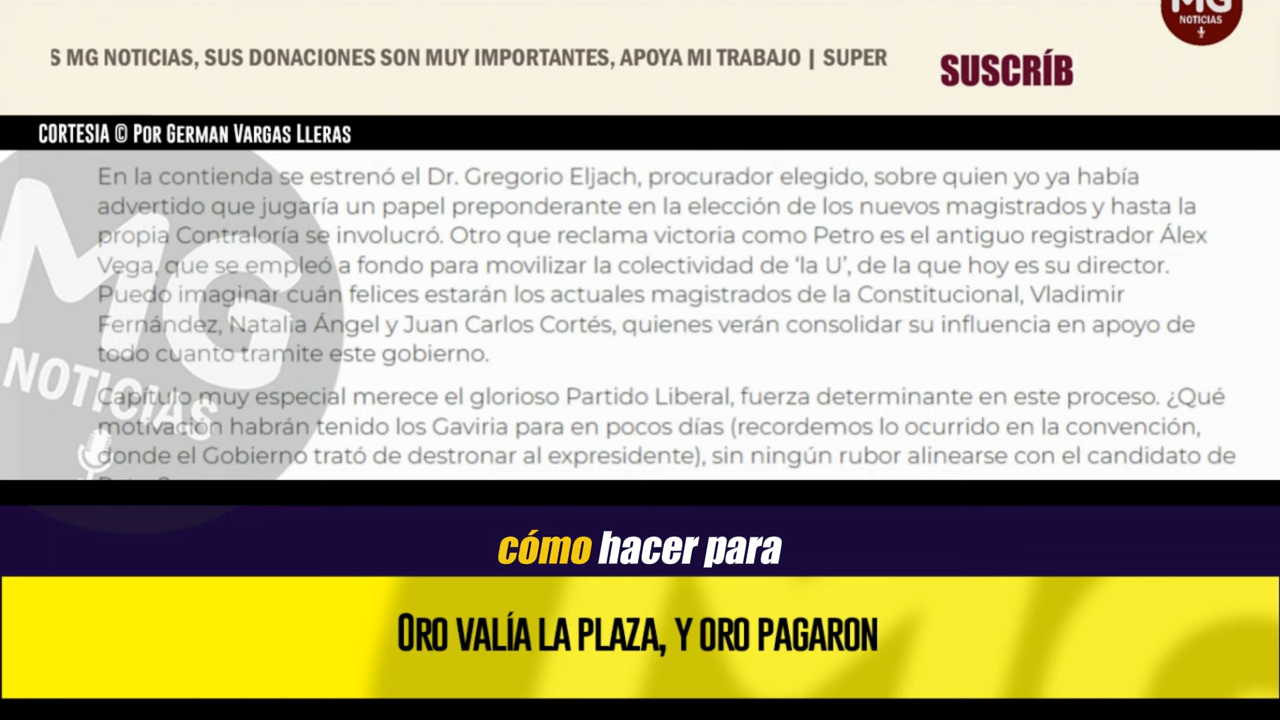 S MG NOTICIAS, SUS DONACIONES SON MUY IMPORTANTES, APOYA MI TRABAJO | SUPER
SUSCRÍB
MG
NOTICIAS
CORTESIA © POR GERMAN VARGAS LLERAS
En la contienda se estrenó el Dr. Gregorio Eljach, procurador elegido, sobre quien yo ya había
advertido que jugaría un papel preponderante en la elección de los nuevos magistrados y hasta la
propia Contraloría se involucró. Otro que reclama victoria como Petro es el antiguo registrador Álex
Vega, que se empleó a fondo para movilizar la colectividad de ‘la U’, de la que hoy es su director.
Puedo imaginar cuán felices estarán los actuales magistrados de la Constitucional, Vladimir
Fernández, Natalia Ángel y Juan Carlos Cortés, quienes verán consolidar su influencia en apoyo de
todo cuanto tramite este gobierno.
Capítulo muy especial merece el glorioso Partido Liberal, fuerza determinante en este proceso. ¿Qué
motivación habrán tenido los Gaviria para en pocos días (recordemos lo ocurrido en la convención,
donde el Gobierno trató de destronar al expresidente), sin ningún rubor alinearse con el candidato de
MG
NOTICIAS
cómo hacer para
ORO VALÍA LA PLAZA, Y ORO PAGARON